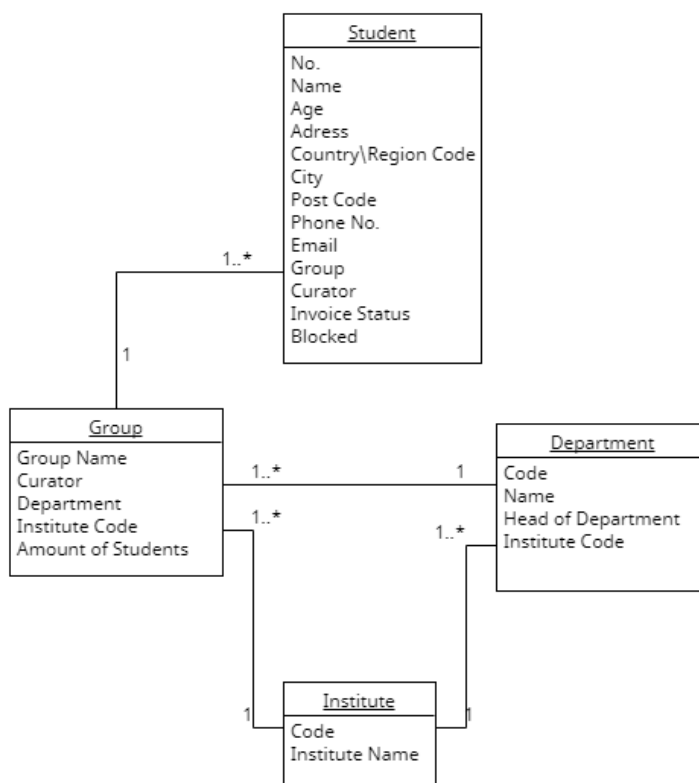 Student
No.
Name
Age
Adress
Country\Region Code
City
Post Code
Phone No.
Email
Group
Curator
Invoice Status
Blocked
1..*
1
Group
Group Name
Curator
Department
Institute Code
Amount of Students
1..*
1
1..*
1..*
Department
Code
Name
Head of Department
Institute Code
1
1
Institute
Code
Institute Name